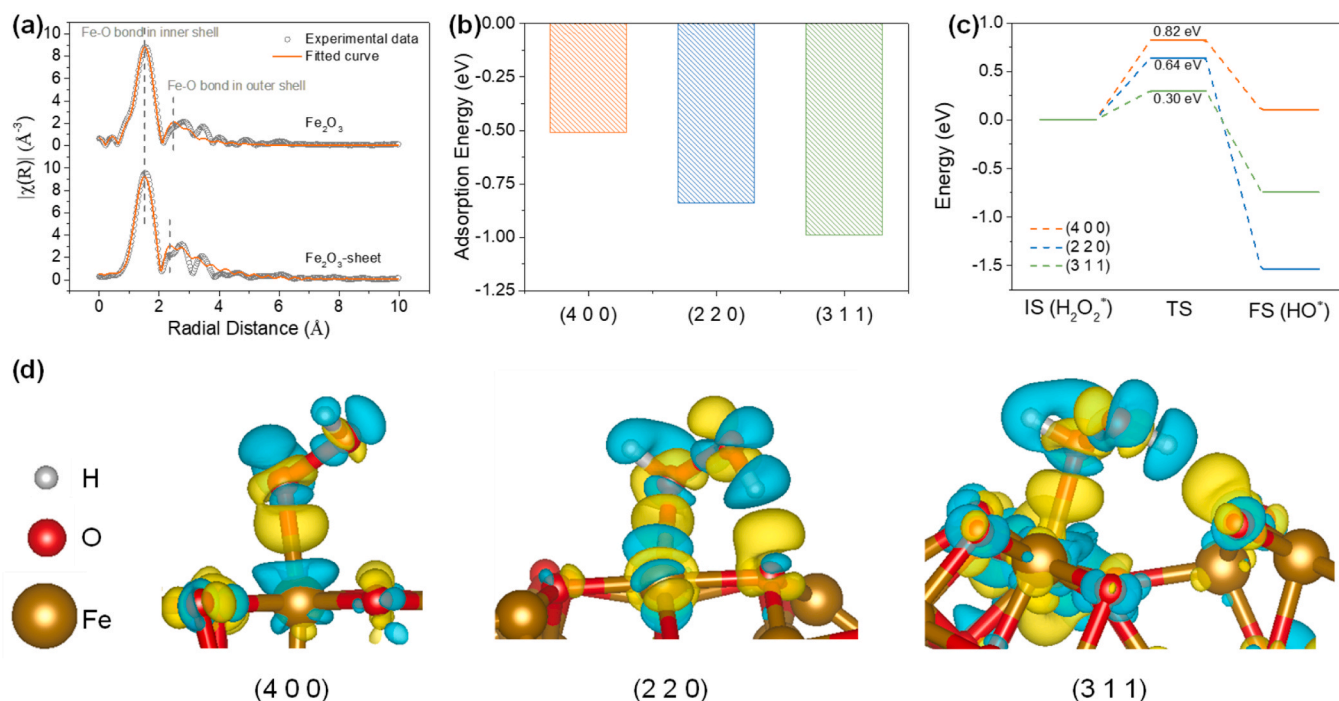 (a)
Fe-O bond in inner shell
Experimental data
Fitted curve
Fe-O bond in outer shell
Fe₂O₃
Fe₂O₃-sheet
|χ(R)| (Å⁻³)
10
8
6
4
2
0
10
8
6
4
2
0
0 2 4 6 8 10
Radial Distance (Å)
(b)
Adsorption Energy (eV)
0.00
-0.25
-0.50
-0.75
-1.00
-1.25
(4 0 0) (2 2 0) (3 1 1)
(c)
Energy (eV)
1.0
0.5
0.0
-0.5
-1.0
-1.5
0.82 eV
0.64 eV
0.30 eV
(4 0 0)
(2 2 0)
(3 1 1)
IS (H₂O₂*) TS FS (HO*)
(d)
H
O
Fe
(4 0 0) (2 2 0) (3 1 1)